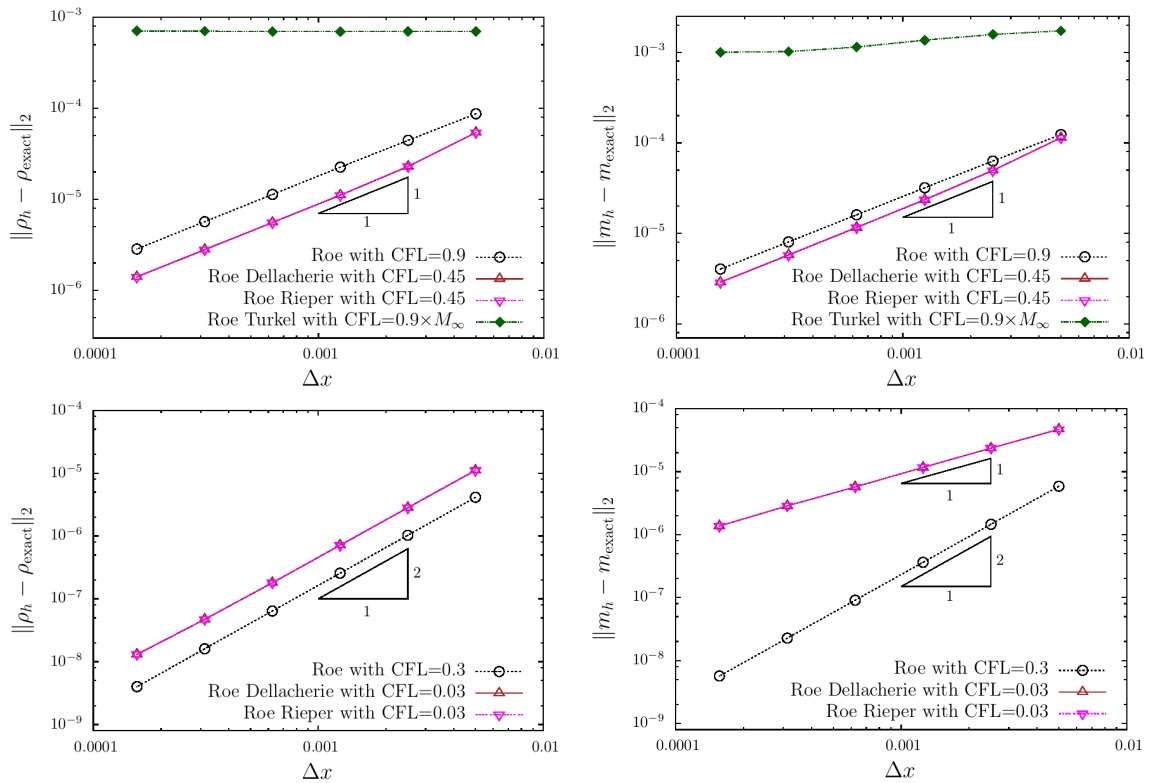 10^{-3}
10^{-4}
10^{-5}
10^{-6}
||ρ_h − ρ_exact||_2
1
1
Roe with CFL=0.9
Roe Dellacherie with CFL=0.45
Roe Rieper with CFL=0.45
Roe Turkel with CFL=0.9×M_∞
0.0001
0.001
0.01
Δx
10^{-3}
10^{-4}
10^{-5}
10^{-6}
||m_h − m_exact||_2
1
1
Roe with CFL=0.9
Roe Dellacherie with CFL=0.45
Roe Rieper with CFL=0.45
Roe Turkel with CFL=0.9×M_∞
0.0001
0.001
0.01
Δx
10^{-4}
10^{-5}
10^{-6}
10^{-7}
10^{-8}
10^{-9}
||ρ_h − ρ_exact||_2
2
1
Roe with CFL=0.3
Roe Dellacherie with CFL=0.03
Roe Rieper with CFL=0.03
0.0001
0.001
0.01
Δx
10^{-4}
10^{-5}
10^{-6}
10^{-7}
10^{-8}
10^{-9}
||m_h − m_exact||_2
1
1
2
1
Roe with CFL=0.3
Roe Dellacherie with CFL=0.03
Roe Rieper with CFL=0.03
0.0001
0.001
0.01
Δx